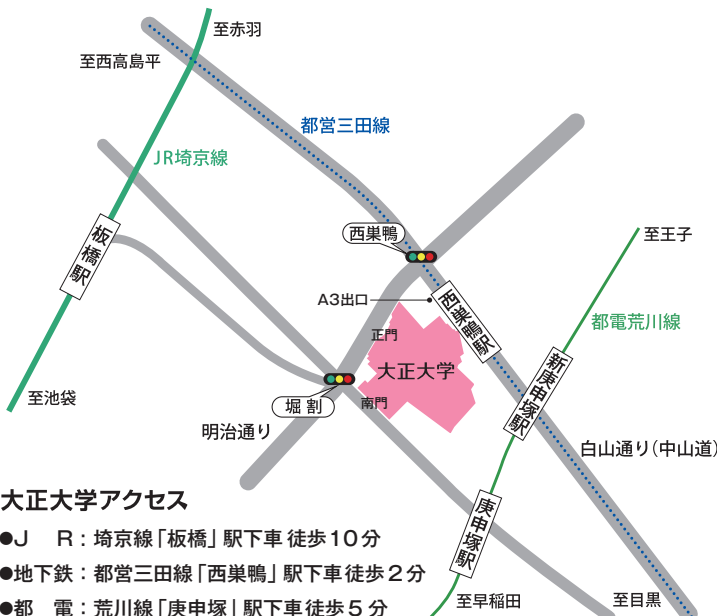 至赤羽
至西高島平
都営三田線
JR埼京線
西巣鴨
板橋駅
至王子
A3出口
西巣鴨駅
都電荒川線
正門
大正大学
新庚申塚駅
至池袋
堀割
南門
明治通り
白山通り(中山道)
大正大学アクセス
庚申塚駅
●J R:埼京線「板橋」駅下車 徒歩10分
●地下鉄:都営三田線「西巣鴨」駅下車徒歩2分
●都 電:荒川線「庚申塚」駅下車徒歩5分
至早稲田
至目黒